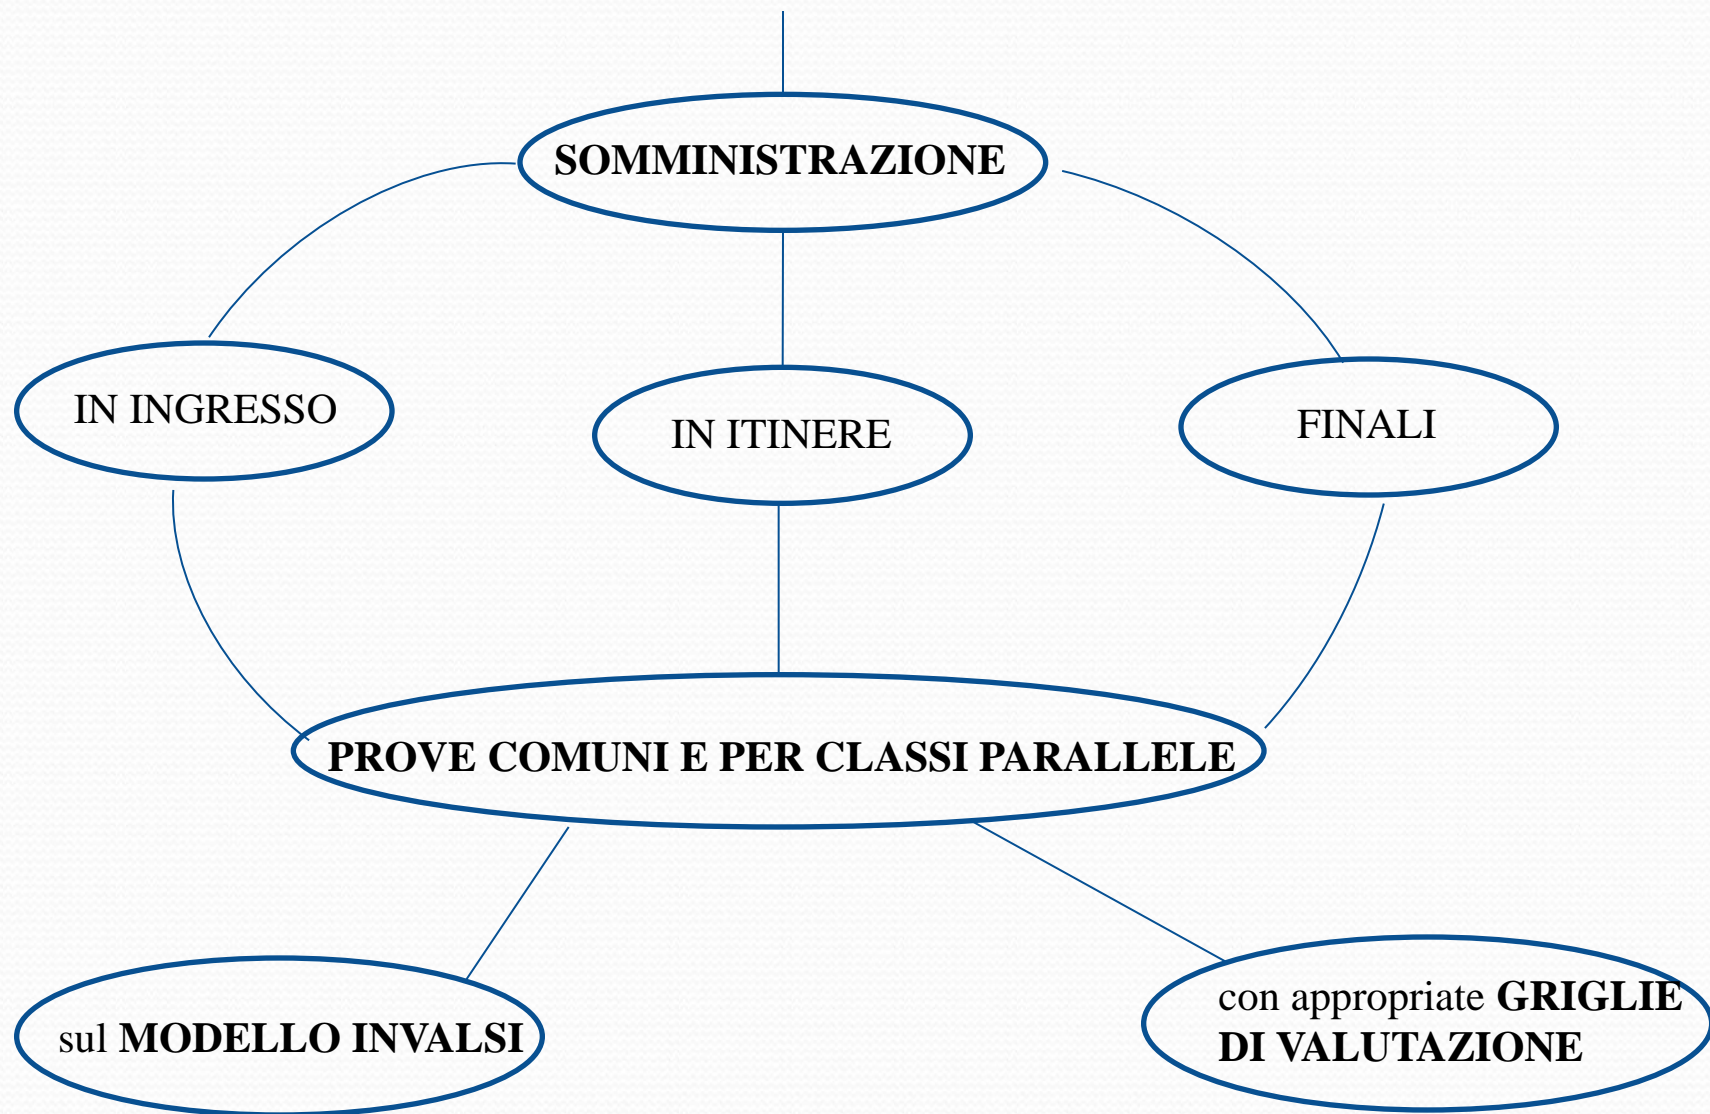 SOMMINISTRAZIONE
IN INGRESSO
IN ITINERE
FINALI
PROVE COMUNI E PER CLASSI PARALLELE
sul MODELLO INVALSI
con appropriate GRIGLIE
DI VALUTAZIONE